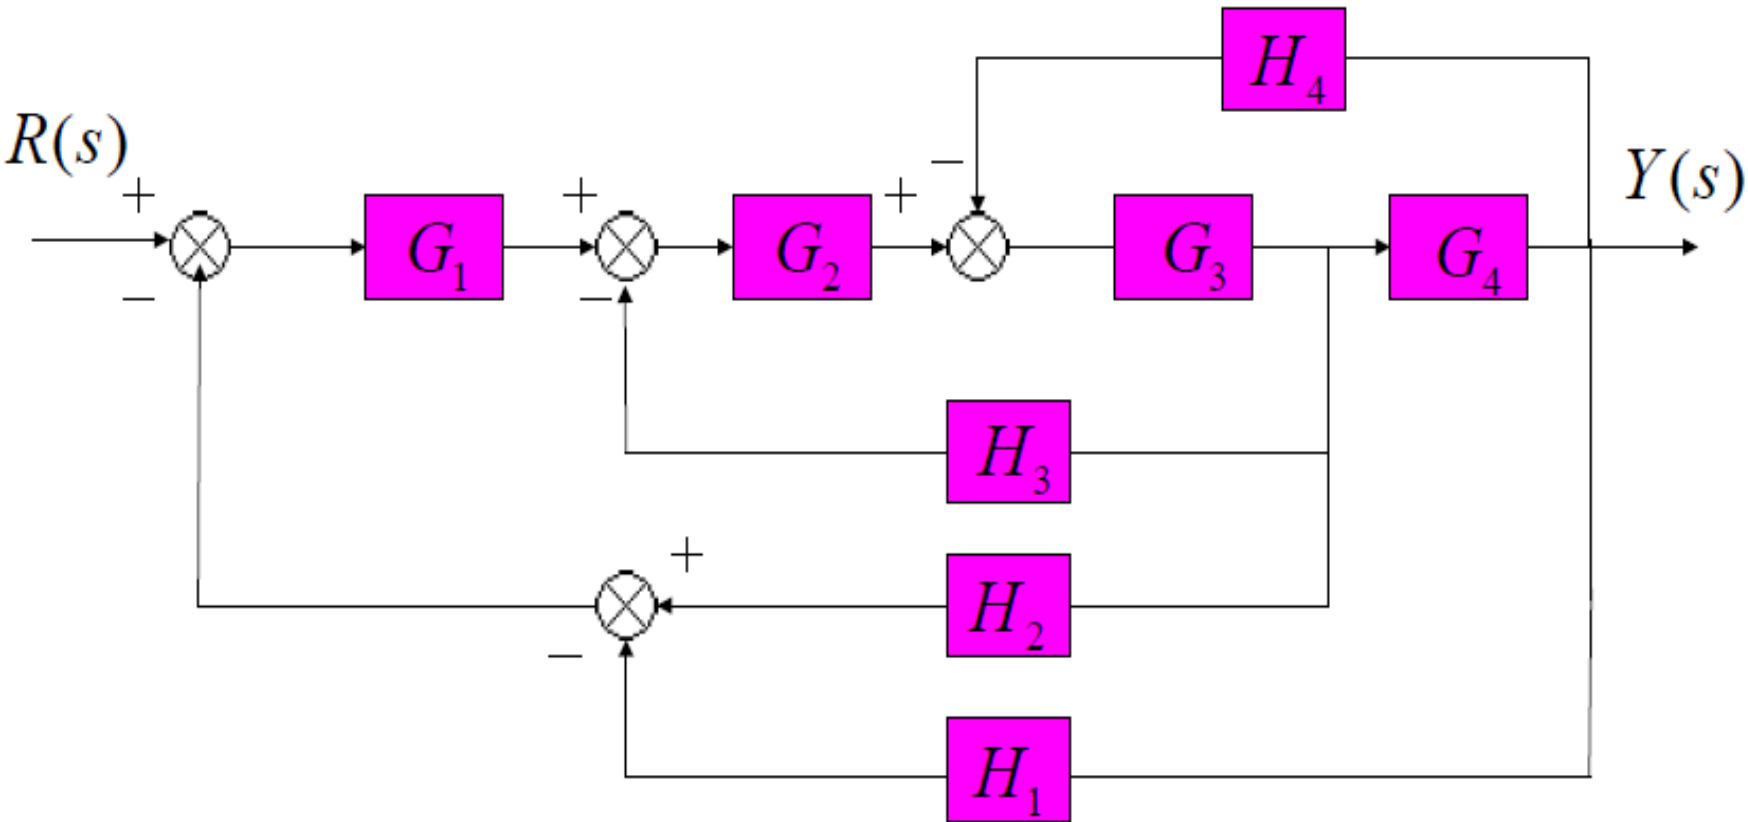 H₄
R(s)
Y(s)
+
+
+
−
G₁
G₂
G₃
G₄
−
−
H₃
+
H₂
−
H₁